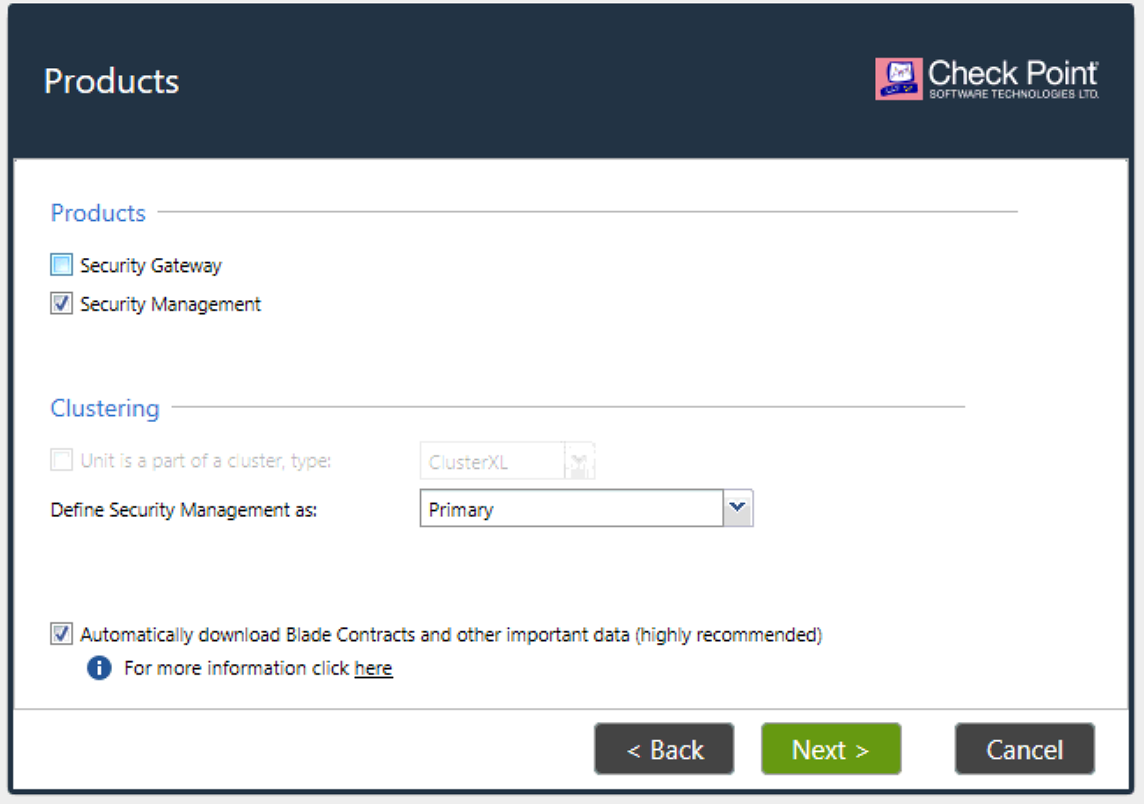 Products
Check Point
SOFTWARE TECHNOLOGIES LTD.
Products
Security Gateway
Security Management
Clustering
Unit is a part of a cluster, type: ClusterXL
Define Security Management as: Primary
Automatically download Blade Contracts and other important data (highly recommended)
i For more information click here
< Back Next > Cancel